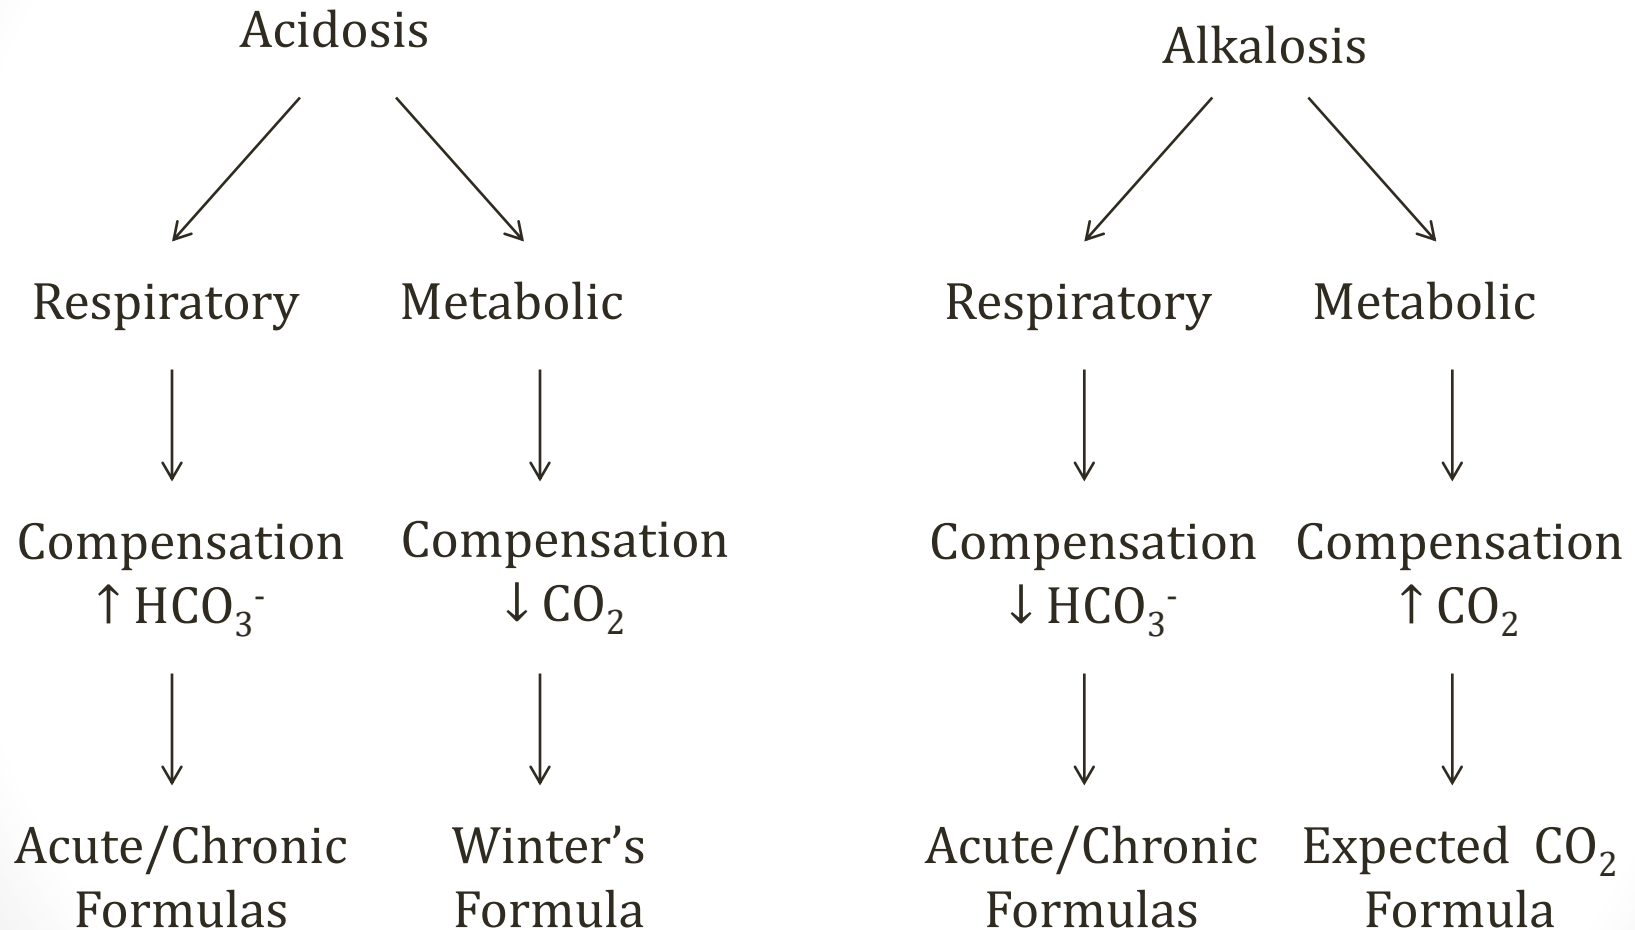 Acidosis
Alkalosis
Respiratory
Metabolic
Respiratory
Metabolic
Compensation
↑ HCO₃⁻
Compensation
↓ CO₂
Compensation
↓ HCO₃⁻
Compensation
↑ CO₂
Acute/Chronic
Formulas
Winter’s
Formula
Acute/Chronic
Formulas
Expected CO₂
Formula